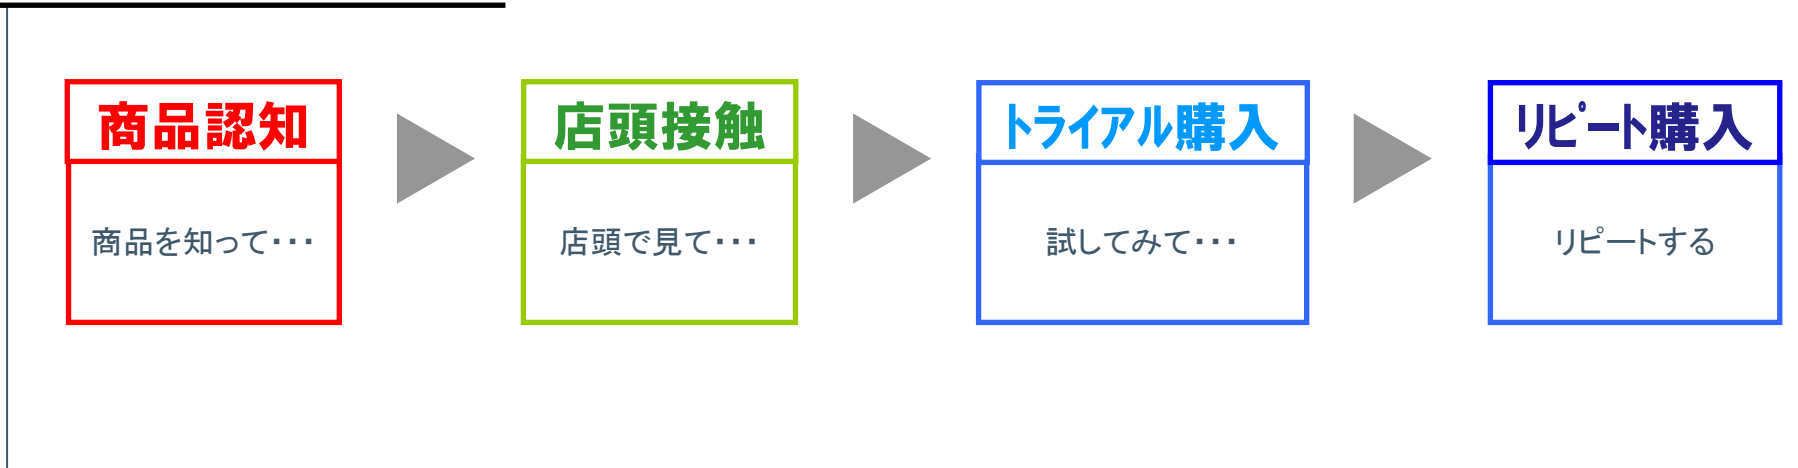 商品認知
商品を知って･･･
店頭接触
店頭で見て･･･
トライアル購入
試してみて･･･
リピート購入
リピートする